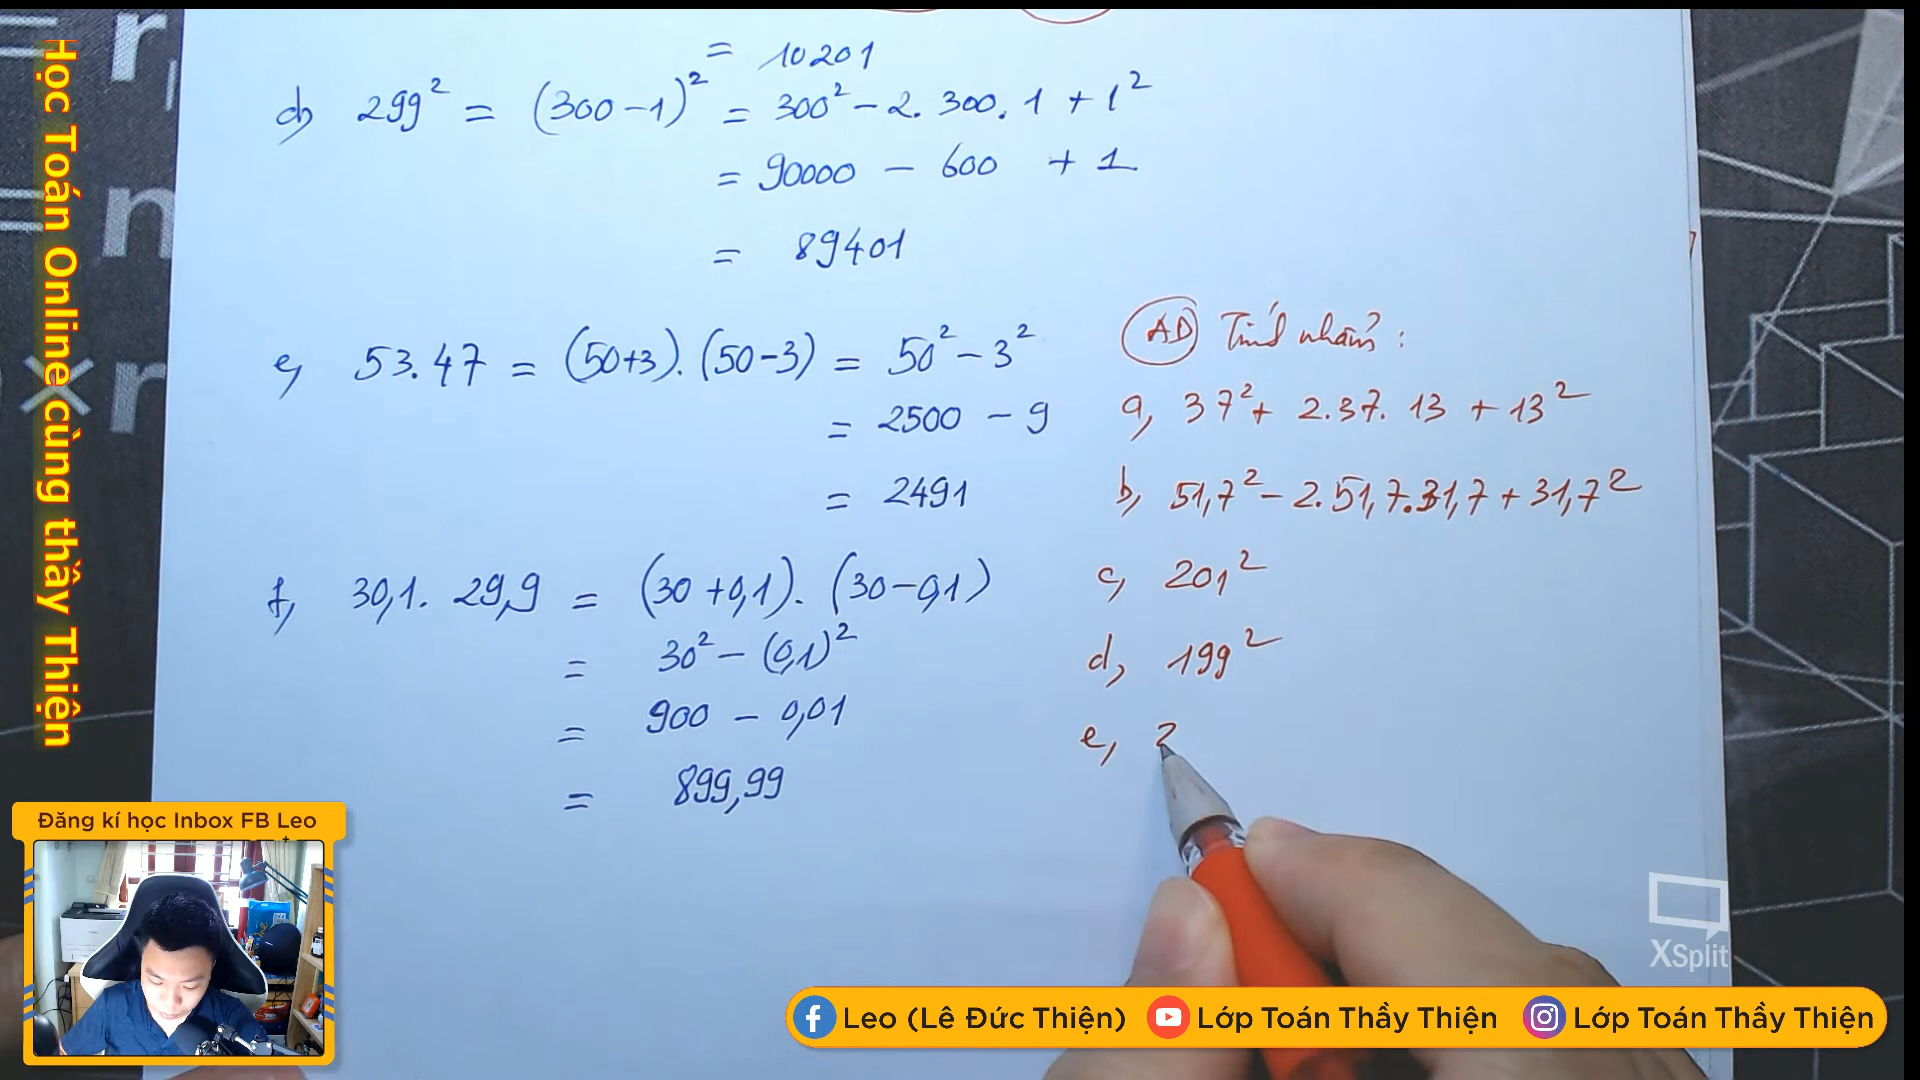 Học Toán Online cùng thầy Thiện
= 10201
d, 299² = (300-1)² = 300² - 2.300.1 + 1²
= 90000 - 600 + 1
= 89401
e, 53.47 = (50+3).(50-3) = 50² - 3²
= 2500 - 9
= 2491
f, 30,1. 29,9 = (30 +0,1). (30-0,1)
= 30² - (0,1)²
= 900 - 0,01
= 899,99
AD Tính nhẩm:
a, 37² + 2.37.13 + 13²
b, 51,7² - 2.51,7.31,7 + 31,7²
c, 201²
d, 199²
e, 2
Đăng kí học Inbox FB Leo
XSplit
Leo (Lê Đức Thiện) Lớp Toán Thầy Thiện Lớp Toán Thầy Thiện